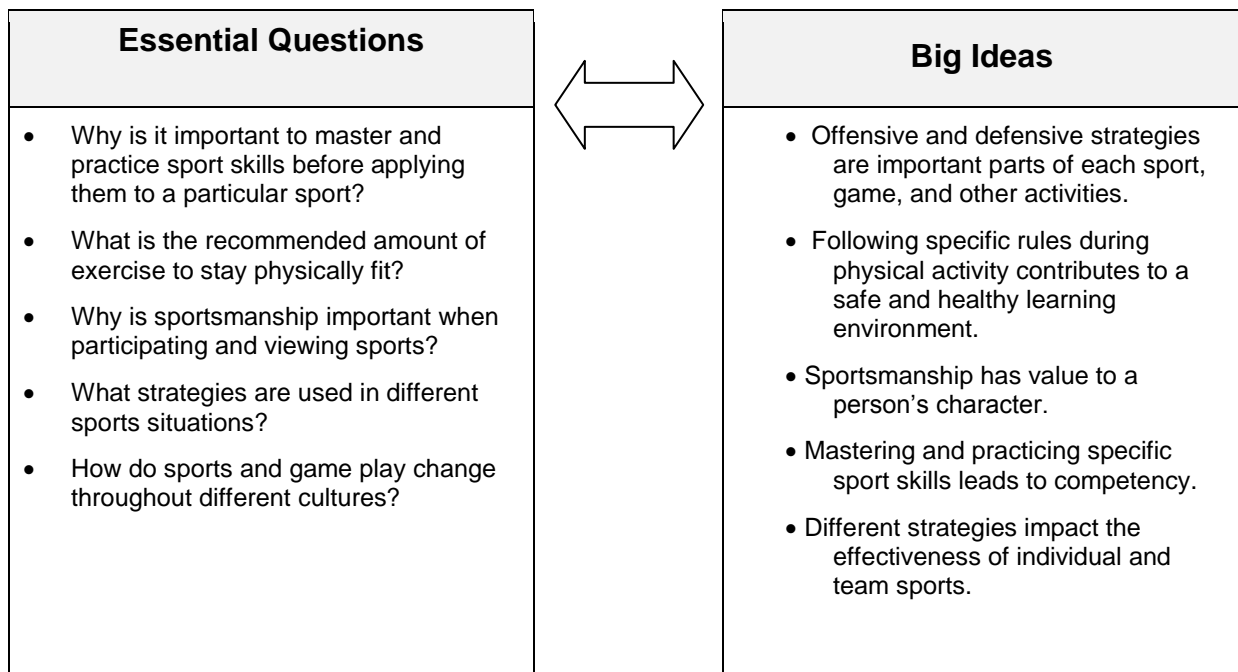 Essential Questions
• Why is it important to master and
practice sport skills before applying
them to a particular sport?
• What is the recommended amount of
exercise to stay physically fit?
• Why is sportsmanship important when
participating and viewing sports?
• What strategies are used in different
sports situations?
• How do sports and game play change
throughout different cultures?
Big Ideas
• Offensive and defensive strategies
are important parts of each sport,
game, and other activities.
• Following specific rules during
physical activity contributes to a
safe and healthy learning
environment.
• Sportsmanship has value to a
person’s character.
• Mastering and practicing specific
sport skills leads to competency.
• Different strategies impact the
effectiveness of individual and
team sports.